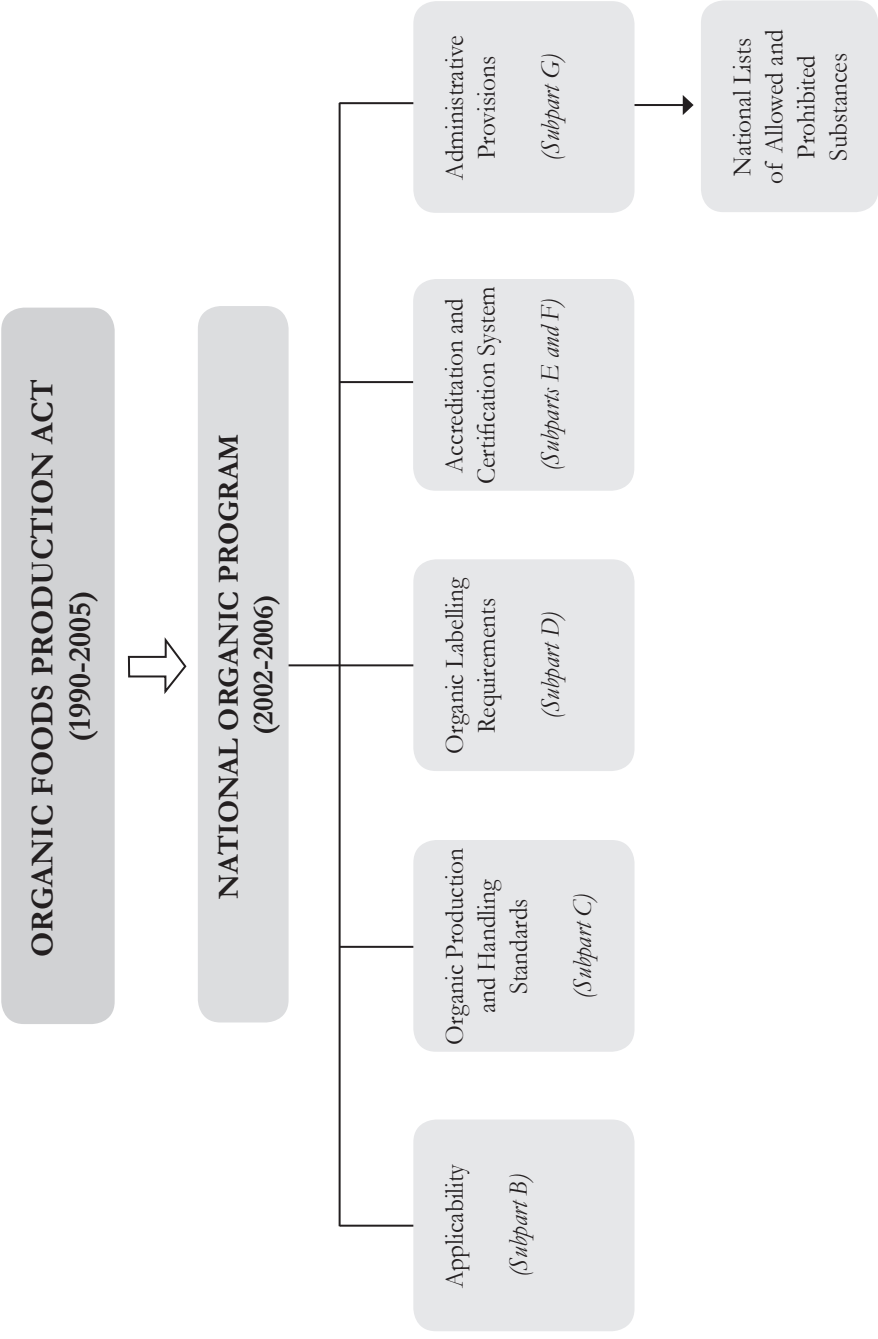 ORGANIC FOODS PRODUCTION ACT
(1990-2005)
NATIONAL ORGANIC PROGRAM
(2002-2006)
Applicability
(Subpart B)
Organic Production
and Handling
Standards
(Subpart C)
Organic Labelling
Requirements
(Subpart D)
Accreditation and
Certification System
(Subparts E and F)
Administrative
Provisions
(Subpart G)
National Lists
of Allowed and
Prohibited
Substances